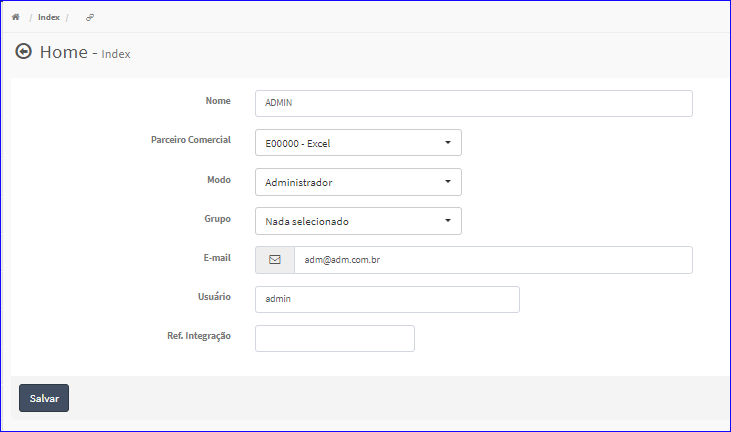 / Index /
Home - Index
Nome ADMIN
Parceiro Comercial E00000 - Excel
Modo Administrador
Grupo Nada selecionado
E-mail adm@adm.com.br
Usuário admin
Ref. Integração
Salvar